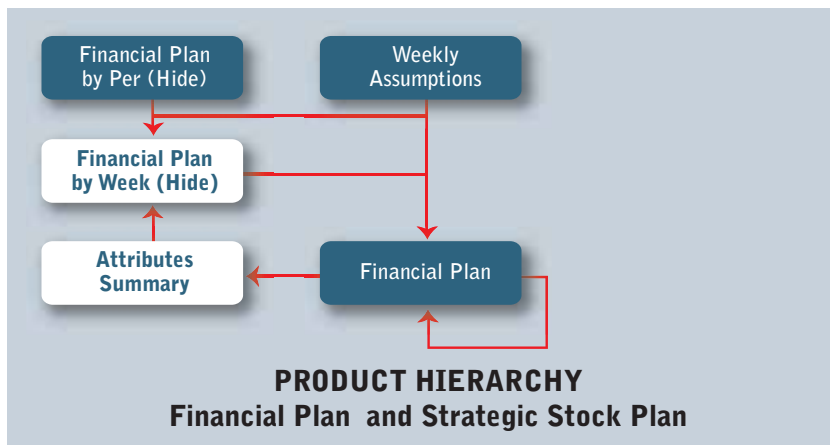 Financial Plan
by Per (Hide)
Weekly
Assumptions
Financial Plan
by Week (Hide)
Attributes
Summary
Financial Plan
PRODUCT HIERARCHY
Financial Plan and Strategic Stock Plan